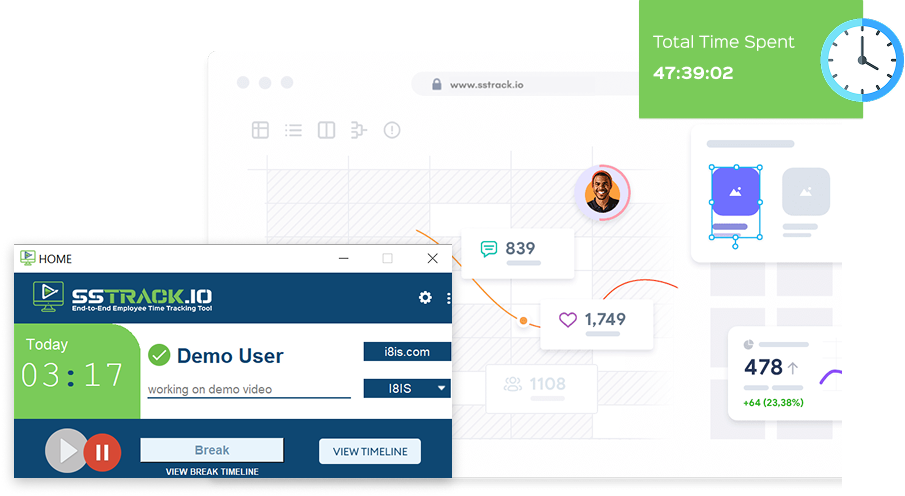 Total Time Spent
47:39:02
www.sstrack.io
839
1,749
1108
478
+64 (23,38%)
HOME
SSTRACK.IO
End-to-End Employee Time Tracking Tool
Today
03:17
Demo User
working on demo video
i8is.com
I8IS
Break
VIEW BREAK TIMELINE
VIEW TIMELINE